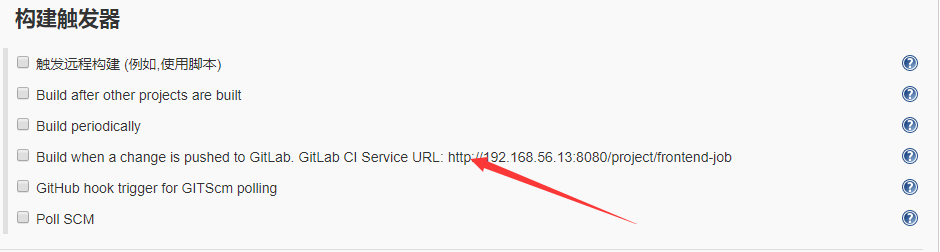 构建触发器
触发远程构建 (例如,使用脚本)
Build after other projects are built
Build periodically
Build when a change is pushed to GitLab. GitLab CI Service URL: http://192.168.56.13:8080/project/frontend-job
GitHub hook trigger for GITScm polling
Poll SCM